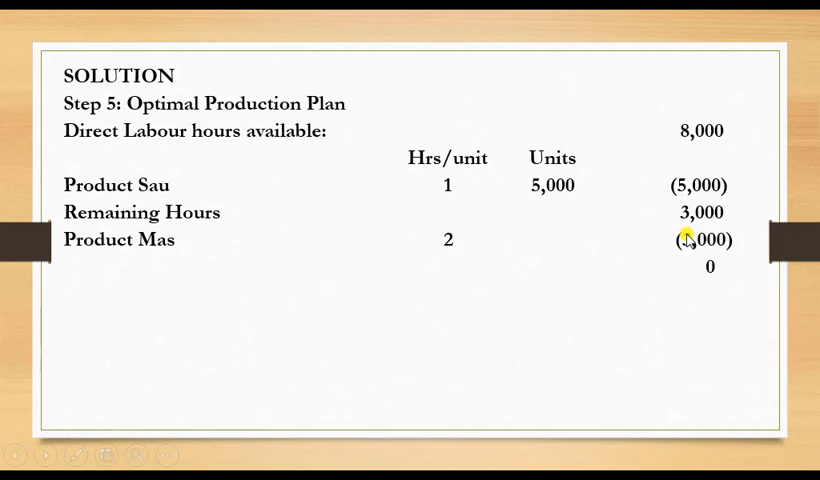 SOLUTION
Step 5: Optimal Production Plan
Direct Labour hours available: 8,000
Hrs/unit Units
Product Sau 1 5,000 (5,000)
Remaining Hours 3,000
Product Mas 2
0